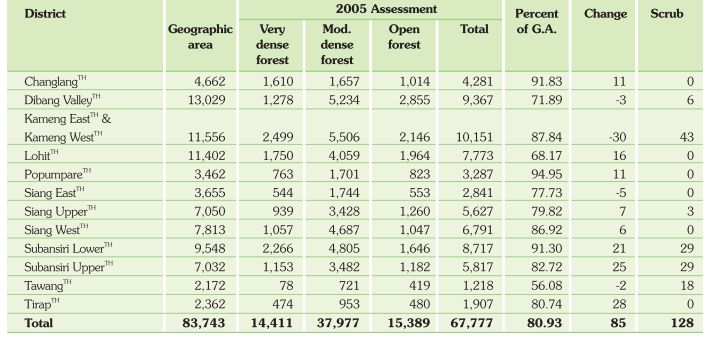 District 2005 Assessment Percent of G.A. Change Scrub
Geographic area Very dense forest Mod. dense forest Open forest Total
Changlang^TH 4,662 1,610 1,657 1,014 4,281 91.83 11 0
Dibang Valley^TH 13,029 1,278 5,234 2,855 9,367 71.89 -3 6
Kameng East^TH &
Kameng West^TH 11,556 2,499 5,506 2,146 10,151 87.84 -30 43
Lohit^TH 11,402 1,750 4,059 1,964 7,773 68.17 16 0
Popumpare^TH 3,462 763 1,701 823 3,287 94.95 11 0
Siang East^TH 3,655 544 1,744 553 2,841 77.73 -5 0
Siang Upper^TH 7,050 939 3,428 1,260 5,627 79.82 7 3
Siang West^TH 7,813 1,057 4,687 1,047 6,791 86.92 6 0
Subansiri Lower^TH 9,548 2,266 4,805 1,646 8,717 91.30 21 29
Subansiri Upper^TH 7,032 1,153 3,482 1,182 5,817 82.72 25 29
Tawang^TH 2,172 78 721 419 1,218 56.08 -2 18
Tirap^TH 2,362 474 953 480 1,907 80.74 28 0
Total 83,743 14,411 37,977 15,389 67,777 80.93 85 128